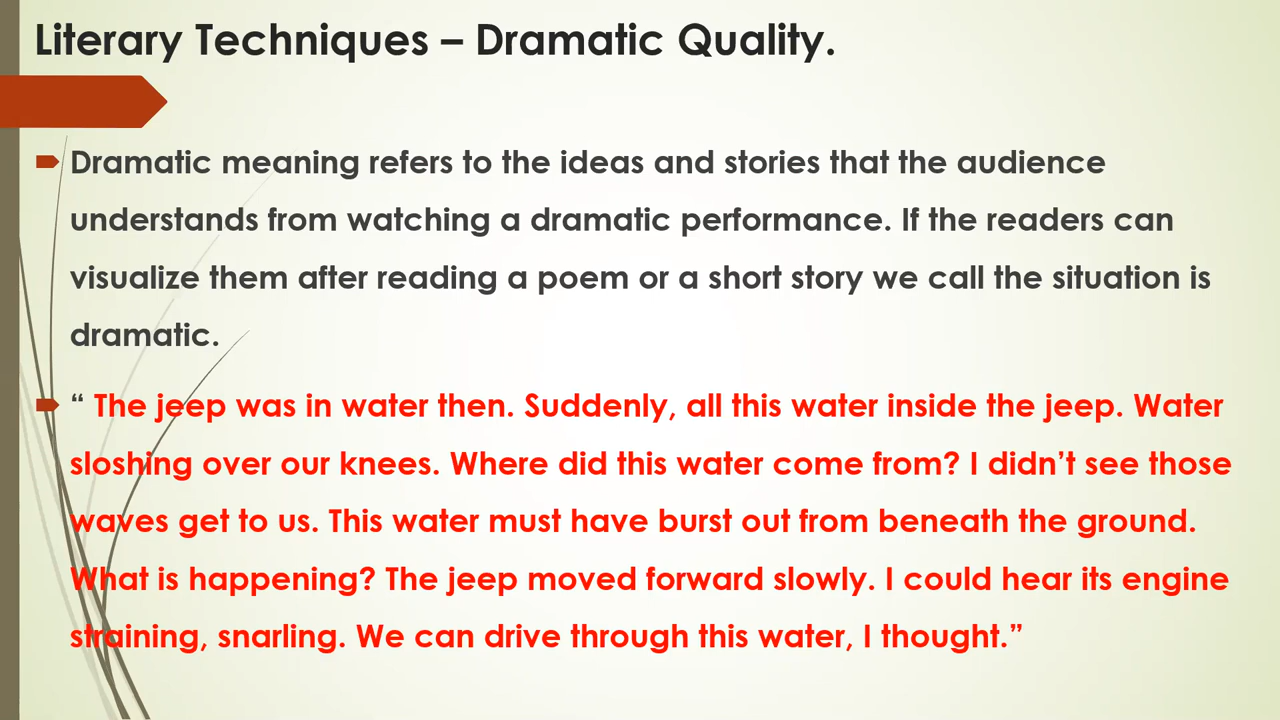 Literary Techniques – Dramatic Quality.
Dramatic meaning refers to the ideas and stories that the audience
understands from watching a dramatic performance. If the readers can
visualize them after reading a poem or a short story we call the situation is
dramatic.
“ The jeep was in water then. Suddenly, all this water inside the jeep. Water
sloshing over our knees. Where did this water come from? I didn’t see those
waves get to us. This water must have burst out from beneath the ground.
What is happening? The jeep moved forward slowly. I could hear its engine
straining, snarling. We can drive through this water, I thought.”